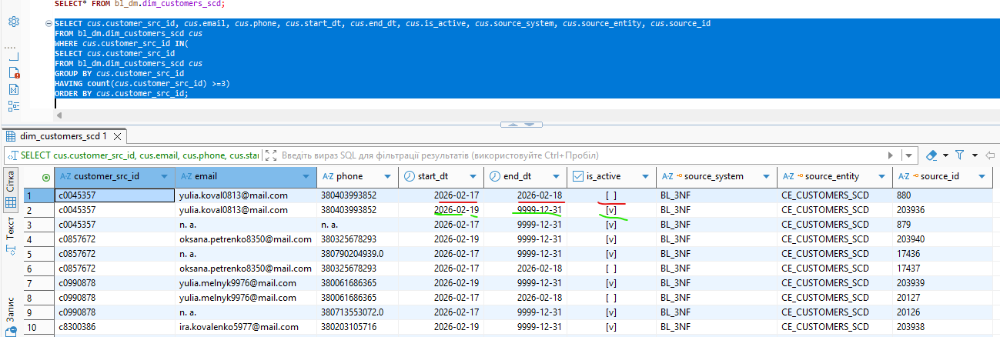 SELECT* FROM bl_dm.dim_customers_scd;
SELECT cus.customer_src_id, cus.email, cus.phone, cus.start_dt, cus.end_dt, cus.is_active, cus.source_system, cus.source_entity, cus.source_id
FROM bl_dm.dim_customers_scd cus
WHERE cus.customer_src_id IN(
SELECT cus.customer_src_id
FROM bl_dm.dim_customers_scd cus
GROUP BY cus.customer_src_id
HAVING count(cus.customer_src_id) >=3)
ORDER BY cus.customer_src_id;
dim_customers_scd 1
SELECT cus.customer_src_id, cus.email, cus.phone, cus.star Введіть вираз SQL для фільтрації результатів (використовуйте Ctrl+Пробіл)
Сітка
Текст
Запис
customer_src_id email phone start_dt end_dt is_active source_system source_entity source_id
1 c0045357 yulia.koval0813@mail.com 380403993852 2026-02-17 2026-02-18 [ ] BL_3NF CE_CUSTOMERS_SCD 880
2 c0045357 yulia.koval0813@mail.com 380403993852 2026-02-19 9999-12-31 [v] BL_3NF CE_CUSTOMERS_SCD 203936
3 c0045357 n. a. n. a. 2026-02-17 9999-12-31 [v] BL_3NF CE_CUSTOMERS_SCD 879
4 c0857672 oksana.petrenko8350@mail.com 380325678293 2026-02-19 9999-12-31 [v] BL_3NF CE_CUSTOMERS_SCD 203940
5 c0857672 n. a. 380790204939.0 2026-02-17 9999-12-31 [v] BL_3NF CE_CUSTOMERS_SCD 17436
6 c0857672 oksana.petrenko8350@mail.com 380325678293 2026-02-17 2026-02-18 [ ] BL_3NF CE_CUSTOMERS_SCD 17437
7 c0990878 yulia.melnyk9976@mail.com 380061686365 2026-02-19 9999-12-31 [v] BL_3NF CE_CUSTOMERS_SCD 203939
8 c0990878 yulia.melnyk9976@mail.com 380061686365 2026-02-17 2026-02-18 [ ] BL_3NF CE_CUSTOMERS_SCD 20127
9 c0990878 n. a. 380713553072.0 2026-02-17 9999-12-31 [v] BL_3NF CE_CUSTOMERS_SCD 20126
10 c8300386 ira.kovalenko5977@mail.com 380203105716 2026-02-19 9999-12-31 [v] BL_3NF CE_CUSTOMERS_SCD 203938